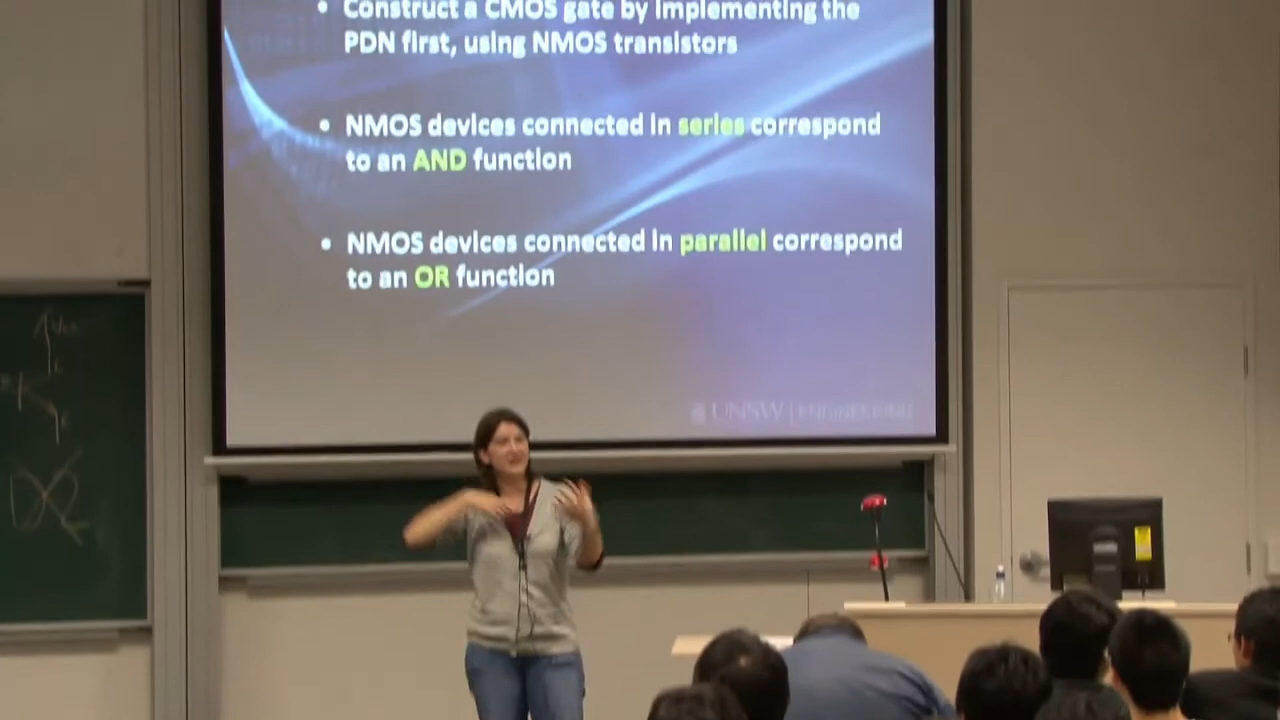 • Construct a CMOS gate by implementing the
PDN first, using NMOS transistors
• NMOS devices connected in series correspond
to an AND function
• NMOS devices connected in parallel correspond
to an OR function
UNSW